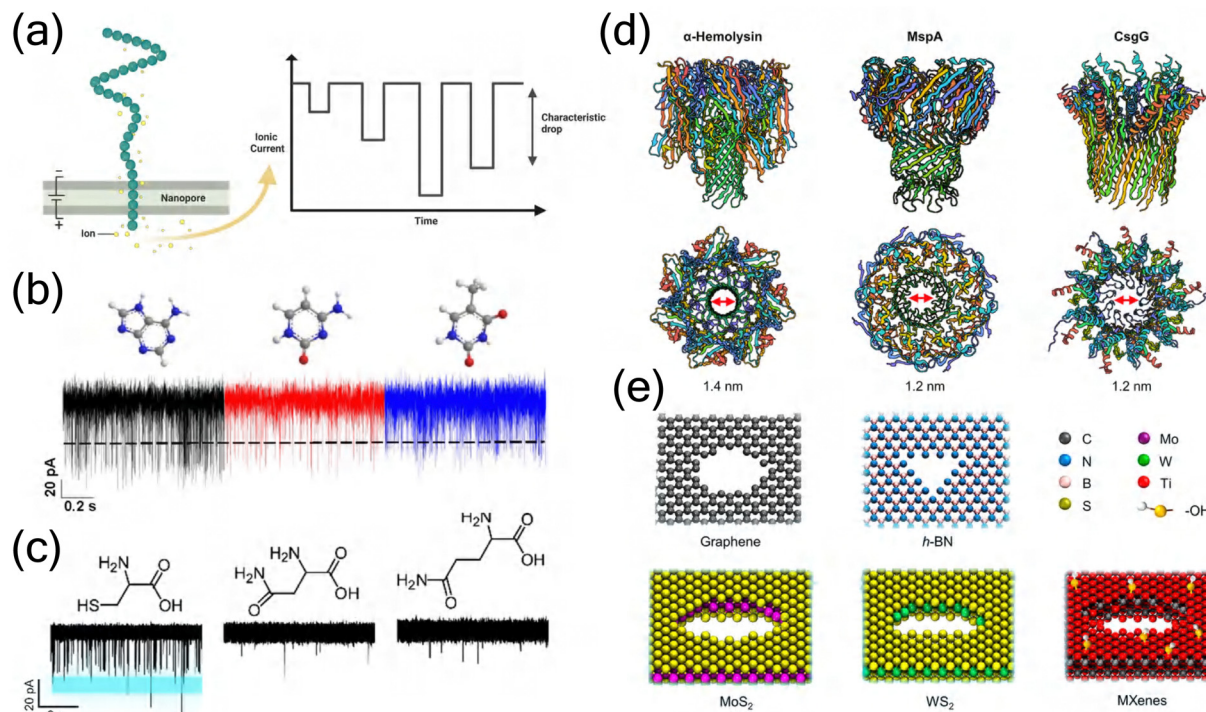 (a)
Ionic
Current
Characteristic
drop
Nanopore
Ion
Time
−
+
(b)
20 pA
0.2 s
(c)
H₂N
O
HS
OH
NH₂
H₂N
O
O
OH
NH₂
O
H₂N
OH
O
20 pA
(d)
α-Hemolysin
MspA
CsgG
1.4 nm
1.2 nm
1.2 nm
(e)
Graphene
h-BN
C
N
B
S
Mo
W
Ti
-OH
MoS₂
WS₂
MXenes